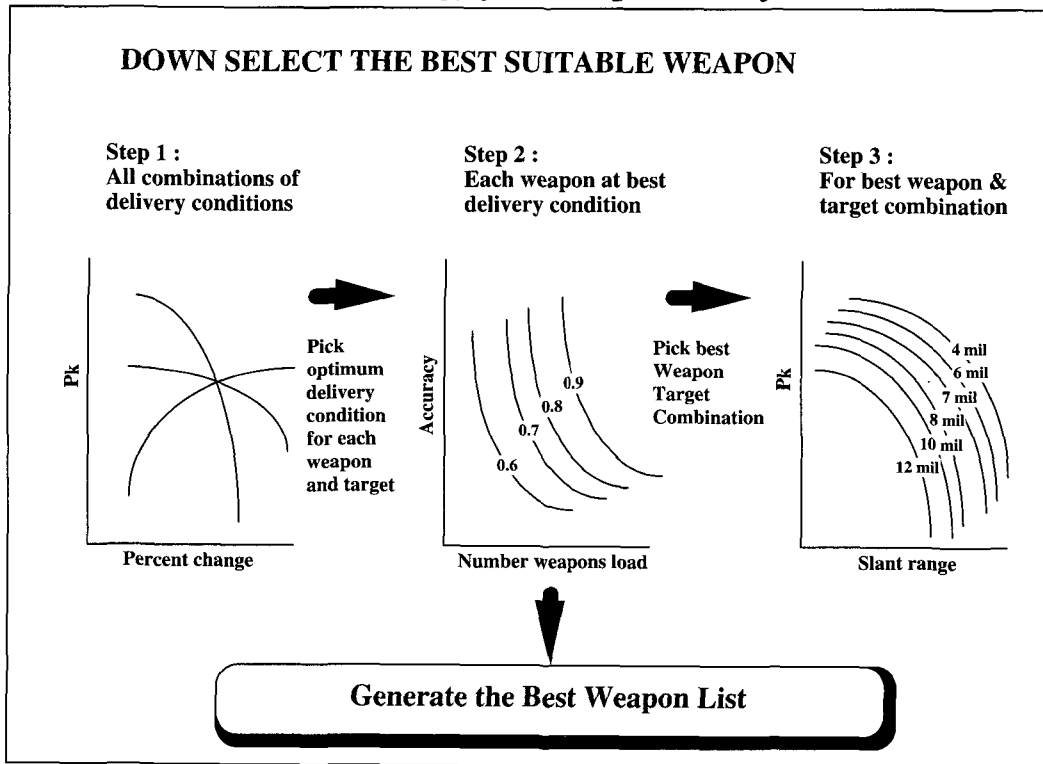 DOWN SELECT THE BEST SUITABLE WEAPON
Step 1 :
All combinations of
delivery conditions
Step 2 :
Each weapon at best
delivery condition
Step 3 :
For best weapon &
target combination
Pk
Percent change
Pick
optimum
delivery
condition
for each
weapon
and target
Accuracy
0.9
0.8
0.7
0.6
Number weapons load
Pick best
Weapon
Target
Combination
Pk
4 mil
6 mil
7 mil
8 mil
10 mil
12 mil
Slant range
Generate the Best Weapon List